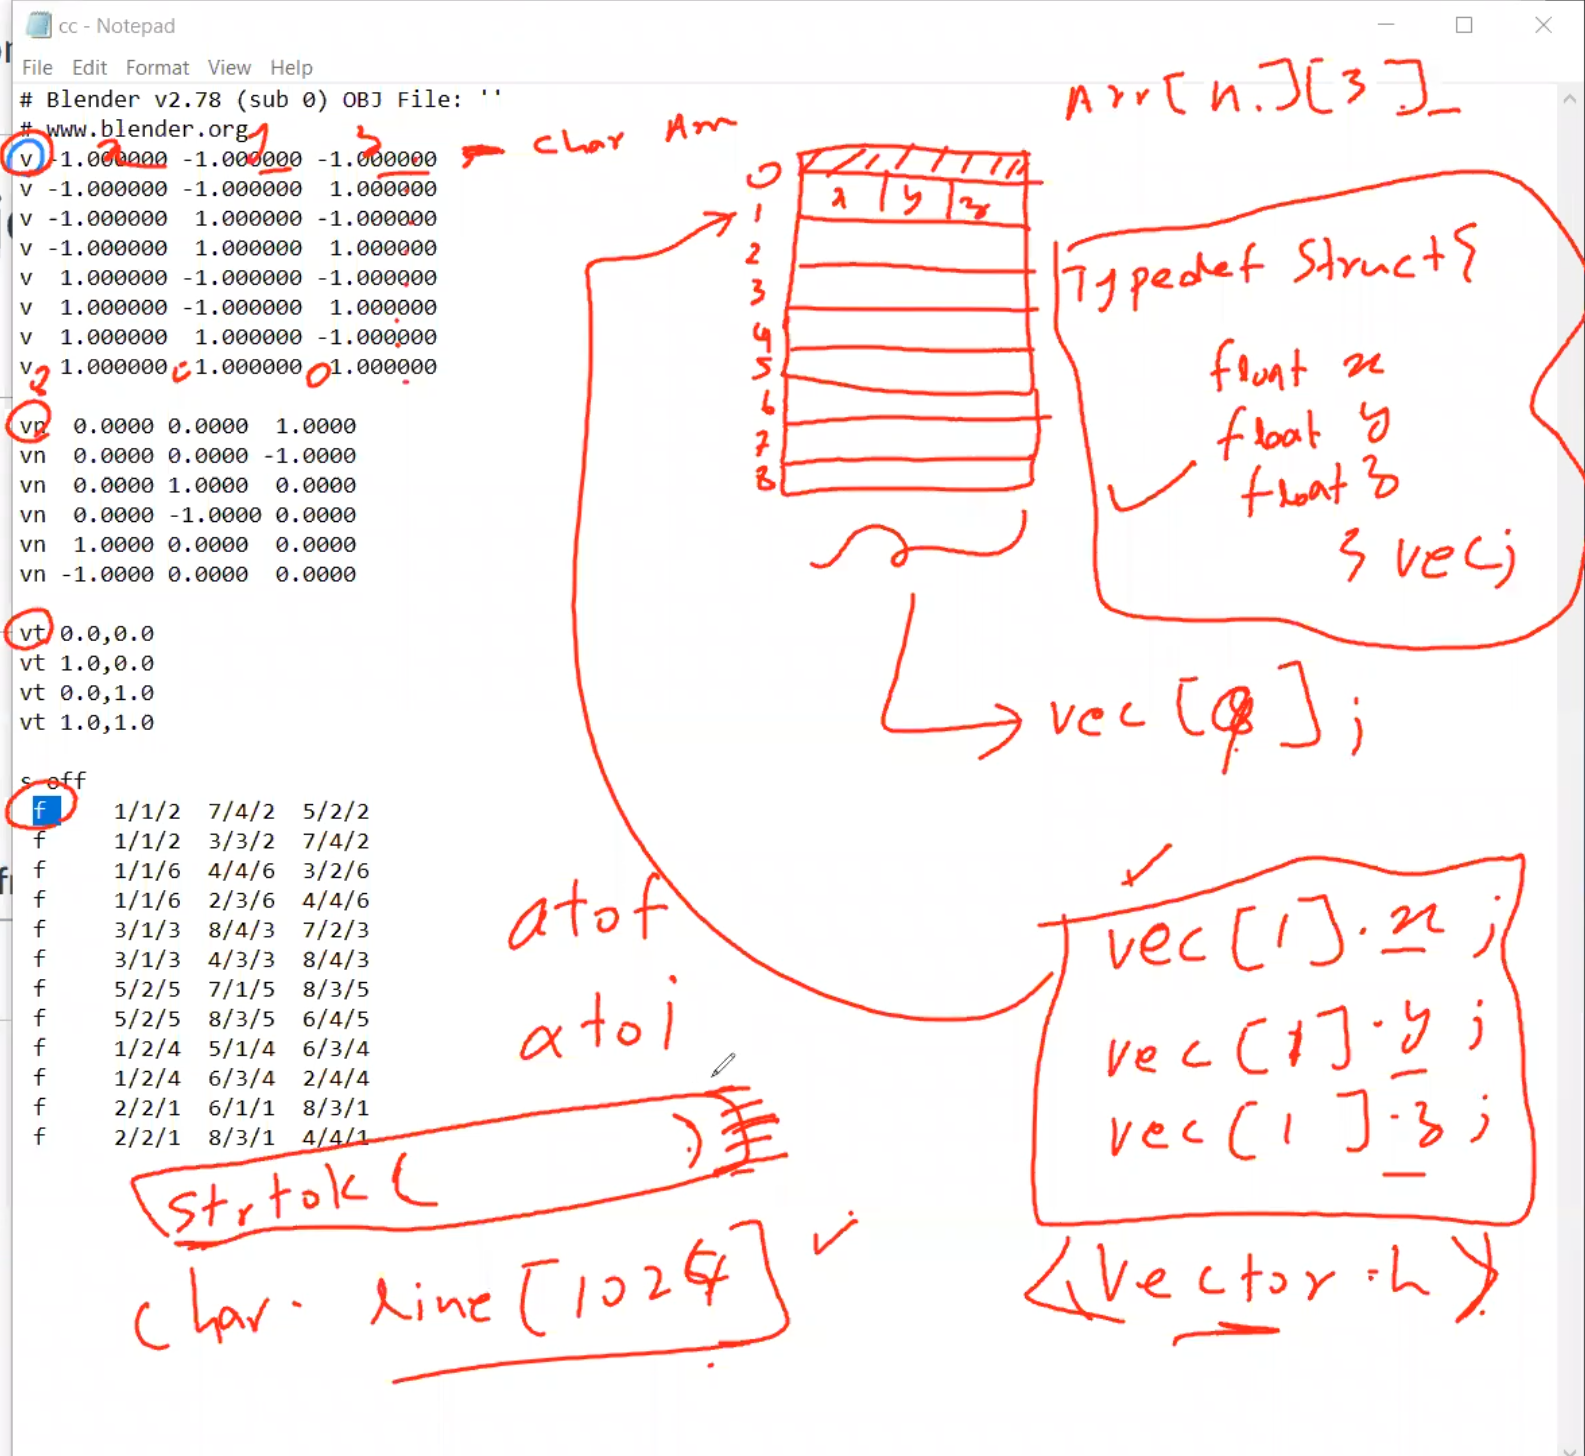 cc - Notepad
File Edit Format View Help
# Blender v2.78 (sub 0) OBJ File: ''
# www.blender.org
v -1.000000 -1.000000 -1.000000
v -1.000000 -1.000000 1.000000
v -1.000000 1.000000 -1.000000
v -1.000000 1.000000 1.000000
v 1.000000 -1.000000 -1.000000
v 1.000000 -1.000000 1.000000
v 1.000000 1.000000 -1.000000
v 1.000000 1.000000 1.000000
vn 0.0000 0.0000 1.0000
vn 0.0000 0.0000 -1.0000
vn 0.0000 1.0000 0.0000
vn 0.0000 -1.0000 0.0000
vn 1.0000 0.0000 0.0000
vn -1.0000 0.0000 0.0000
vt 0.0,0.0
vt 1.0,0.0
vt 0.0,1.0
vt 1.0,1.0
s off
f 1/1/2 7/4/2 5/2/2
f 1/1/2 3/3/2 7/4/2
f 1/1/6 4/4/6 3/2/6
f 1/1/6 2/3/6 4/4/6
f 3/1/3 8/4/3 7/2/3
f 3/1/3 4/3/3 8/4/3
f 5/2/5 7/1/5 8/3/5
f 5/2/5 8/3/5 6/4/5
f 1/2/4 5/1/4 6/3/4
f 1/2/4 6/3/4 2/4/4
f 2/2/1 6/1/1 8/3/1
f 2/2/1 8/3/1 4/4/1
Char Arr
Arr[n.][3]
0
1 x y z
2
3
4
5
6
7
8
Typedef Struct{
float x
float y
float z
} vec;
vec [ ] ;
atof
atoi
strtok ( )
char line [1024]
vec [1].x ;
vec [1].y ;
vec [1].z ;
<Vector.h>